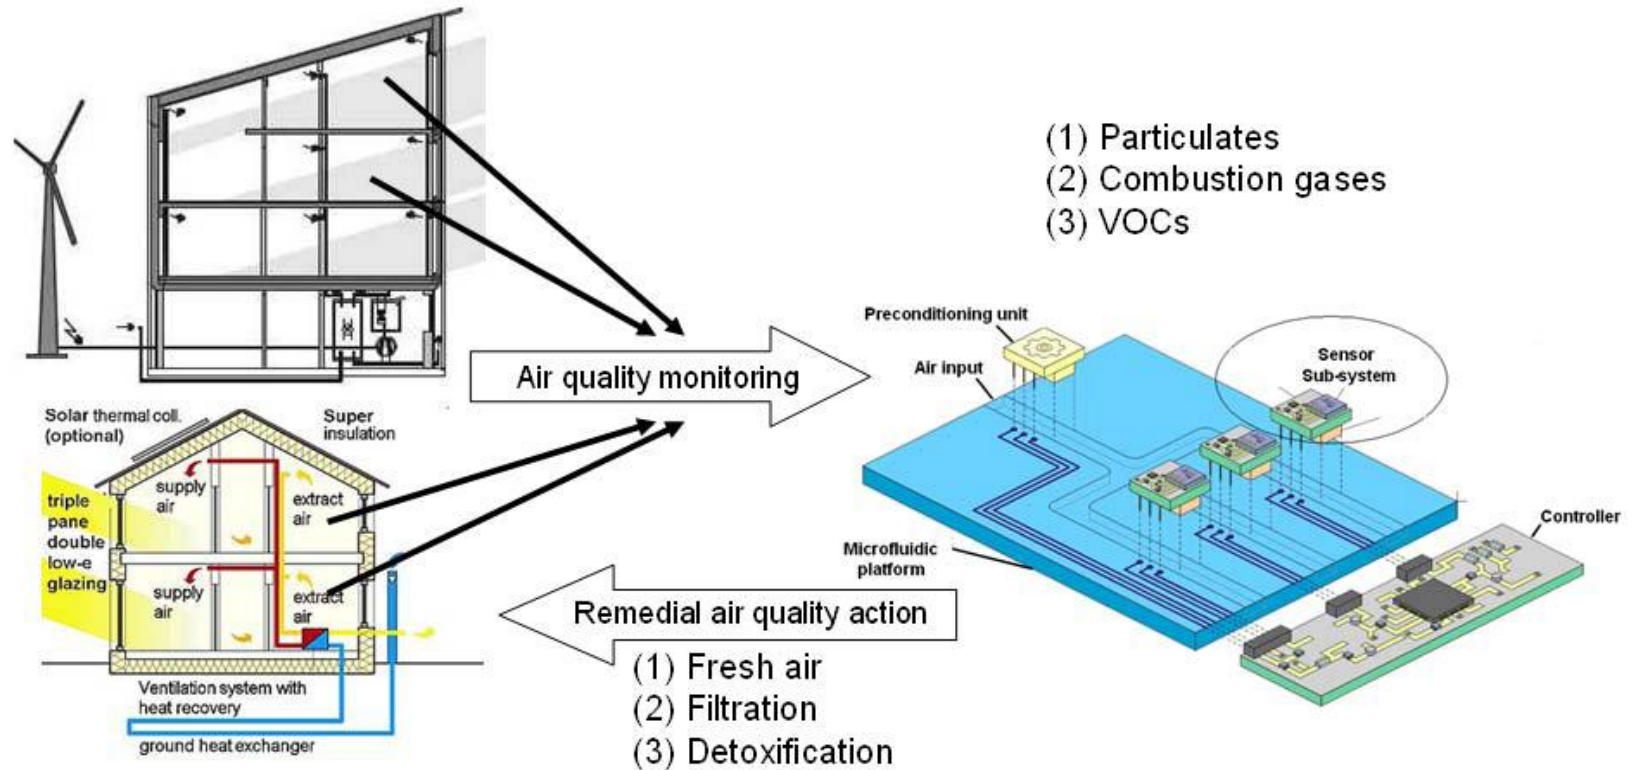 (1) Particulates
(2) Combustion gases
(3) VOCs
Preconditioning unit
Air input
Sensor
Sub-system
Air quality monitoring
Solar thermal coll.
(optional)
Super
insulation
supply
air
extract
air
triple
pane
double
low-e
glazing
supply
air
extract
air
Microfluidic
platform
Controller
Remedial air quality action
(1) Fresh air
(2) Filtration
(3) Detoxification
Ventilation system with
heat recovery
ground heat exchanger